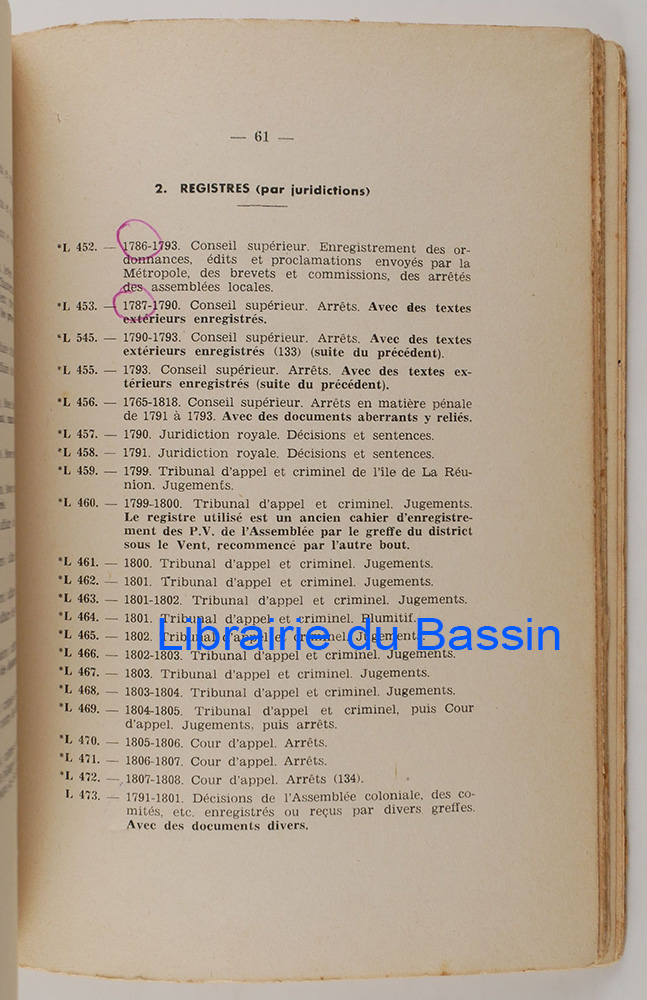 — 61 —
2. REGISTRES (par juridictions)
*L 452. — 1786-1793. Conseil supérieur. Enregistrement des or-
donnances, édits et proclamations envoyés par la
Métropole, des brevets et commissions, des arrêtés
des assemblées locales.
*L 453. — 1787-1790. Conseil supérieur. Arrêts. Avec des textes
extérieurs enregistrés.
*L 545. — 1790-1793. Conseil supérieur. Arrêts. Avec des textes
extérieurs enregistrés (133) (suite du précédent).
*L 455. — 1793. Conseil supérieur. Arrêts. Avec des textes ex-
térieurs enregistrés (suite du précédent).
*L 456. — 1765-1818. Conseil supérieur. Arrêts en matière pénale
de 1791 à 1793. Avec des documents aberrants y reliés.
*L 457. — 1790. Juridiction royale. Décisions et sentences.
*L 458. — 1791. Juridiction royale. Décisions et sentences.
*L 459. — 1799. Tribunal d'appel et criminel de l'île de La Réu-
nion. Jugements.
*L 460. — 1799-1800. Tribunal d'appel et criminel. Jugements.
Le registre utilisé est un ancien cahier d'enregistre-
ment des P.V. de l'Assemblée par le greffe du district
sous le Vent, recommencé par l'autre bout.
*L 461. — 1800. Tribunal d'appel et criminel. Jugements.
*L 462. — 1801. Tribunal d'appel et criminel. Jugements.
*L 463. — 1801-1802. Tribunal d'appel et criminel. Jugements.
*L 464. — 1801. Tribunal d'appel et criminel. Plumitif.
*L 465. — 1802. Tribunal d'appel et criminel. Jugements.
Librairie du Bassin
*L 466. — 1802-1803. Tribunal d'appel et criminel. Jugements.
*L 467. — 1803. Tribunal d'appel et criminel. Jugements.
*L 468. — 1803-1804. Tribunal d'appel et criminel. Jugements.
*L 469. — 1804-1805. Tribunal d'appel et criminel, puis Cour
d'appel. Jugements, puis arrêts.
*L 470. — 1805-1806. Cour d'appel. Arrêts.
*L 471. — 1806-1807. Cour d'appel. Arrêts.
*L 472. — 1807-1808. Cour d'appel. Arrêts (134).
L 473. — 1791-1801. Décisions de l'Assemblée coloniale, des co-
mités, etc. enregistrés ou reçus par divers greffes.
Avec des documents divers.